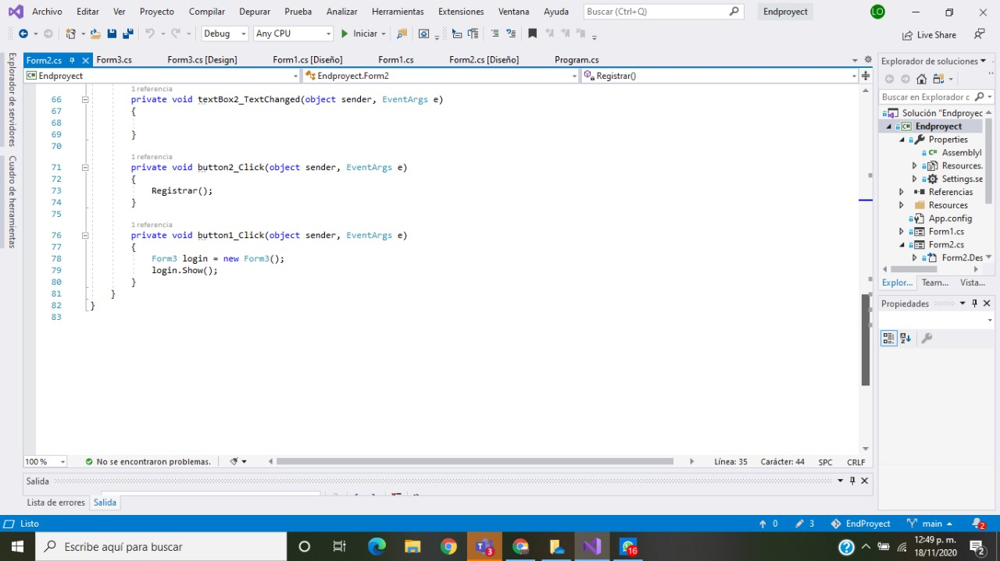 Archivo Editar Ver Proyecto Compilar Depurar Prueba Analizar Herramientas Extensiones Ventana Ayuda Buscar (Ctrl+Q) Endproyect LO
Debug Any CPU Iniciar Live Share
Form2.cs Form3.cs Form3.cs [Design] Form1.cs [Diseño] Form1.cs Form2.cs [Diseño] Program.cs
Endproyect Endproyect.Form2 Registrar()
Explorador de servidores
Cuadro de herramientas
1 referencia
66 private void textBox2_TextChanged(object sender, EventArgs e)
67 {
68
69 }
70
1 referencia
71 private void button2_Click(object sender, EventArgs e)
72 {
73 Registrar();
74 }
75
1 referencia
76 private void button1_Click(object sender, EventArgs e)
77 {
78 Form3 login = new Form3();
79 login.Show();
80 }
81 }
82 }
83
100 % No se encontraron problemas. Línea: 35 Carácter: 44 SPC CRLF
Salida
Lista de errores Salida
Explorador de soluciones
Buscar en Explorador c
Solución "Endproyec
C# Endproyect
Properties
C# Assemblyl
Resources.
Settings.se
Referencias
Resources
App.config
Form1.cs
Form2.cs
Form2.Des
Explor... Team... Vista...
Propiedades
Listo 0 3 EndProyect main 2
Escribe aquí para buscar 3 16 12:49 p. m.
18/11/2020 2